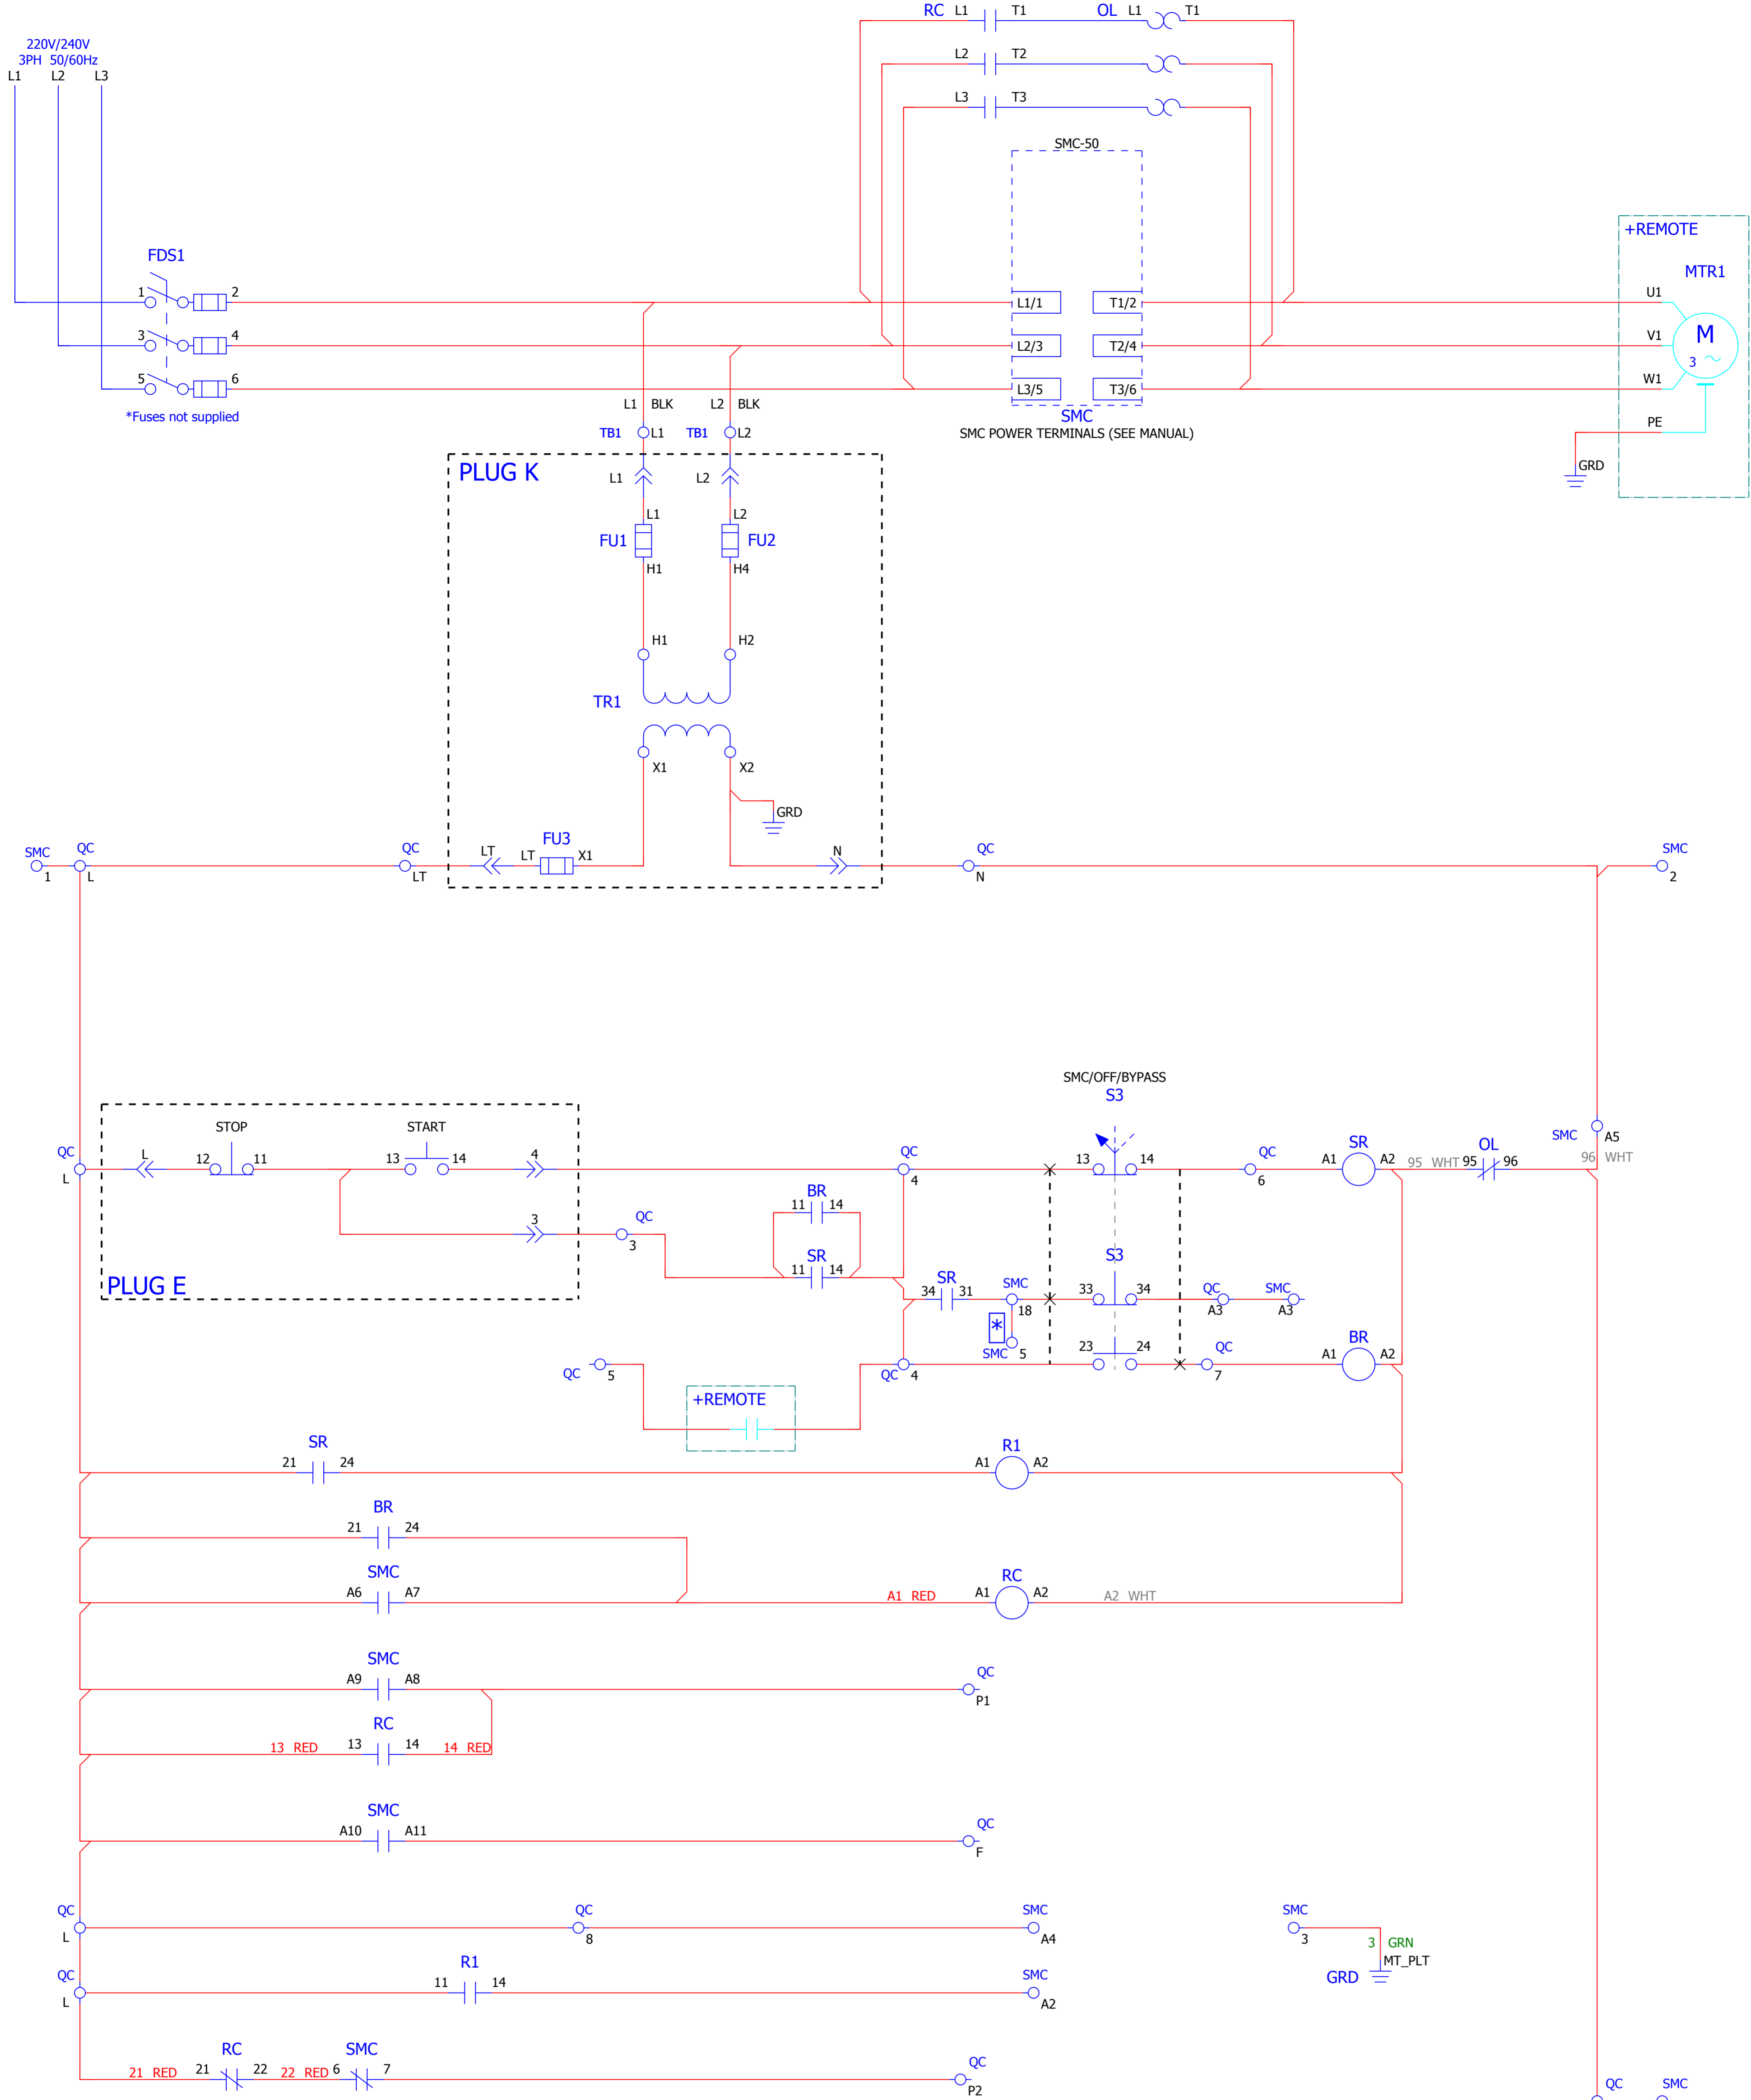 RC L1 T1 OL L1 T1
220V/240V
3PH 50/60Hz
L1 L2 L3
L2 T2
L3 T3
SMC-50
+REMOTE
FDS1
MTR1
1 2 L1/1 T1/2 U1
M
3 4 L2/3 T2/4 V1
3
5 6 L3/5 T3/6 W1
*Fuses not supplied
L1 BLK L2 BLK SMC
PE
TB1 L1 TB1 L2 SMC POWER TERMINALS (SEE MANUAL)
GRD
PLUG K
L1 L2
L1 L2
FU1 FU2
H1 H4
H1 H2
TR1
X1 X2
GRD
FU3
SMC QC QC LT LT X1 N QC SMC
1 L LT N 2
SMC/OFF/BYPASS
S3
STOP START
SMC A5
QC L 12 11 13 14 4 QC 13 14 QC SR A1 A2 95 WHT 95 OL 96 96 WHT
L 4 6
BR
11 14
3 QC
3
SR
11 14
S3
PLUG E
SR
34 31 SMC 33 34 QC SMC
18 A3 A3
*
SMC 5
BR
23 24 QC A1 A2
QC 5 QC 4 7
+REMOTE
SR R1
21 24 A1 A2
BR
21 24
SMC RC
A6 A7 A1 RED A1 A2 A2 WHT
SMC
A9 A8 QC
P1
RC
13 RED 13 14 14 RED
SMC
A10 A11 QC
F
QC QC SMC SMC
L 8 A4 3
3 GRN
MT_PLT
GRD
QC R1 SMC
11 14
L A2
RC SMC
21 RED 21 22 22 RED 6 7 QC
P2
QC SMC